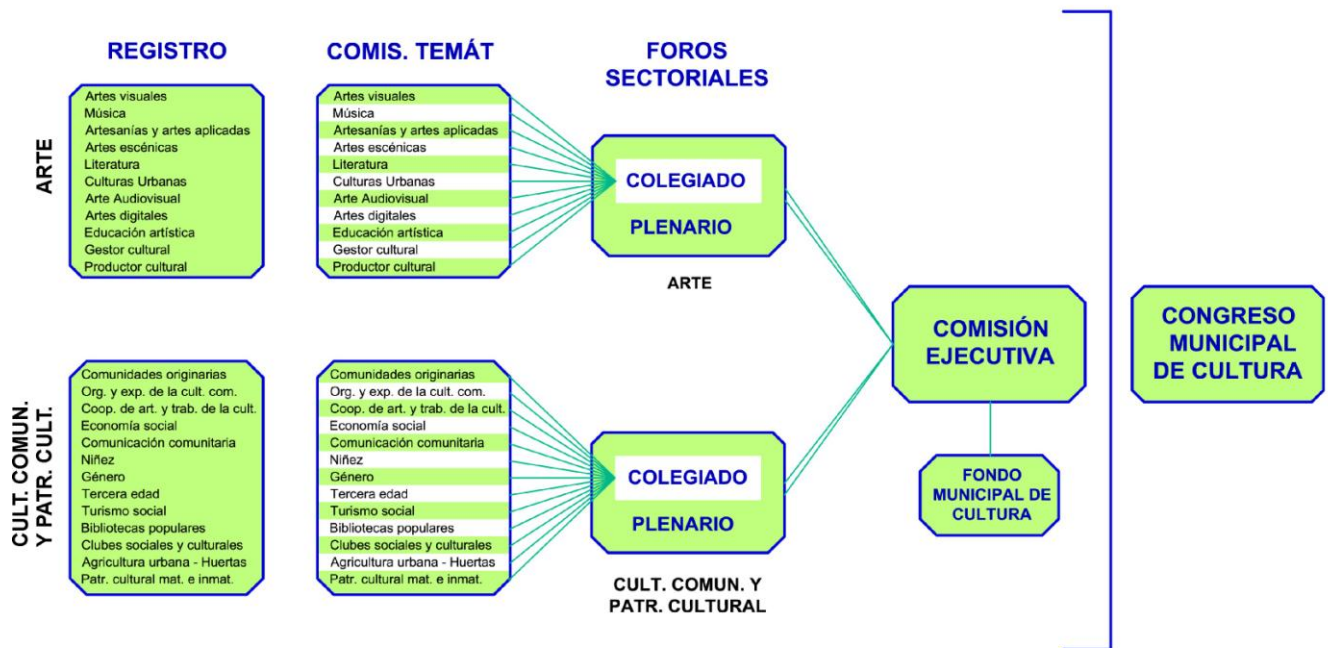 REGISTRO
COMIS. TEMÁT
FOROS
SECTORIALES
ARTE
Artes visuales
Música
Artesanías y artes aplicadas
Artes escénicas
Literatura
Culturas Urbanas
Arte Audiovisual
Artes digitales
Educación artística
Gestor cultural
Productor cultural
Artes visuales
Música
Artesanías y artes aplicadas
Artes escénicas
Literatura
Culturas Urbanas
Arte Audiovisual
Artes digitales
Educación artística
Gestor cultural
Productor cultural
COLEGIADO
PLENARIO
ARTE
CULT. COMUN.
Y PATR. CULT.
Comunidades originarias
Org. y exp. de la cult. com.
Coop. de art. y trab. de la cult.
Economía social
Comunicación comunitaria
Niñez
Género
Tercera edad
Turismo social
Bibliotecas populares
Clubes sociales y culturales
Agricultura urbana - Huertas
Patr. cultural mat. e inmat.
Comunidades originarias
Org. y exp. de la cult. com.
Coop. de art. y trab. de la cult.
Economía social
Comunicación comunitaria
Niñez
Género
Tercera edad
Turismo social
Bibliotecas populares
Clubes sociales y culturales
Agricultura urbana - Huertas
Patr. cultural mat. e inmat.
COLEGIADO
PLENARIO
CULT. COMUN. Y
PATR. CULTURAL
COMISIÓN
EJECUTIVA
FONDO
MUNICIPAL DE
CULTURA
CONGRESO
MUNICIPAL
DE CULTURA